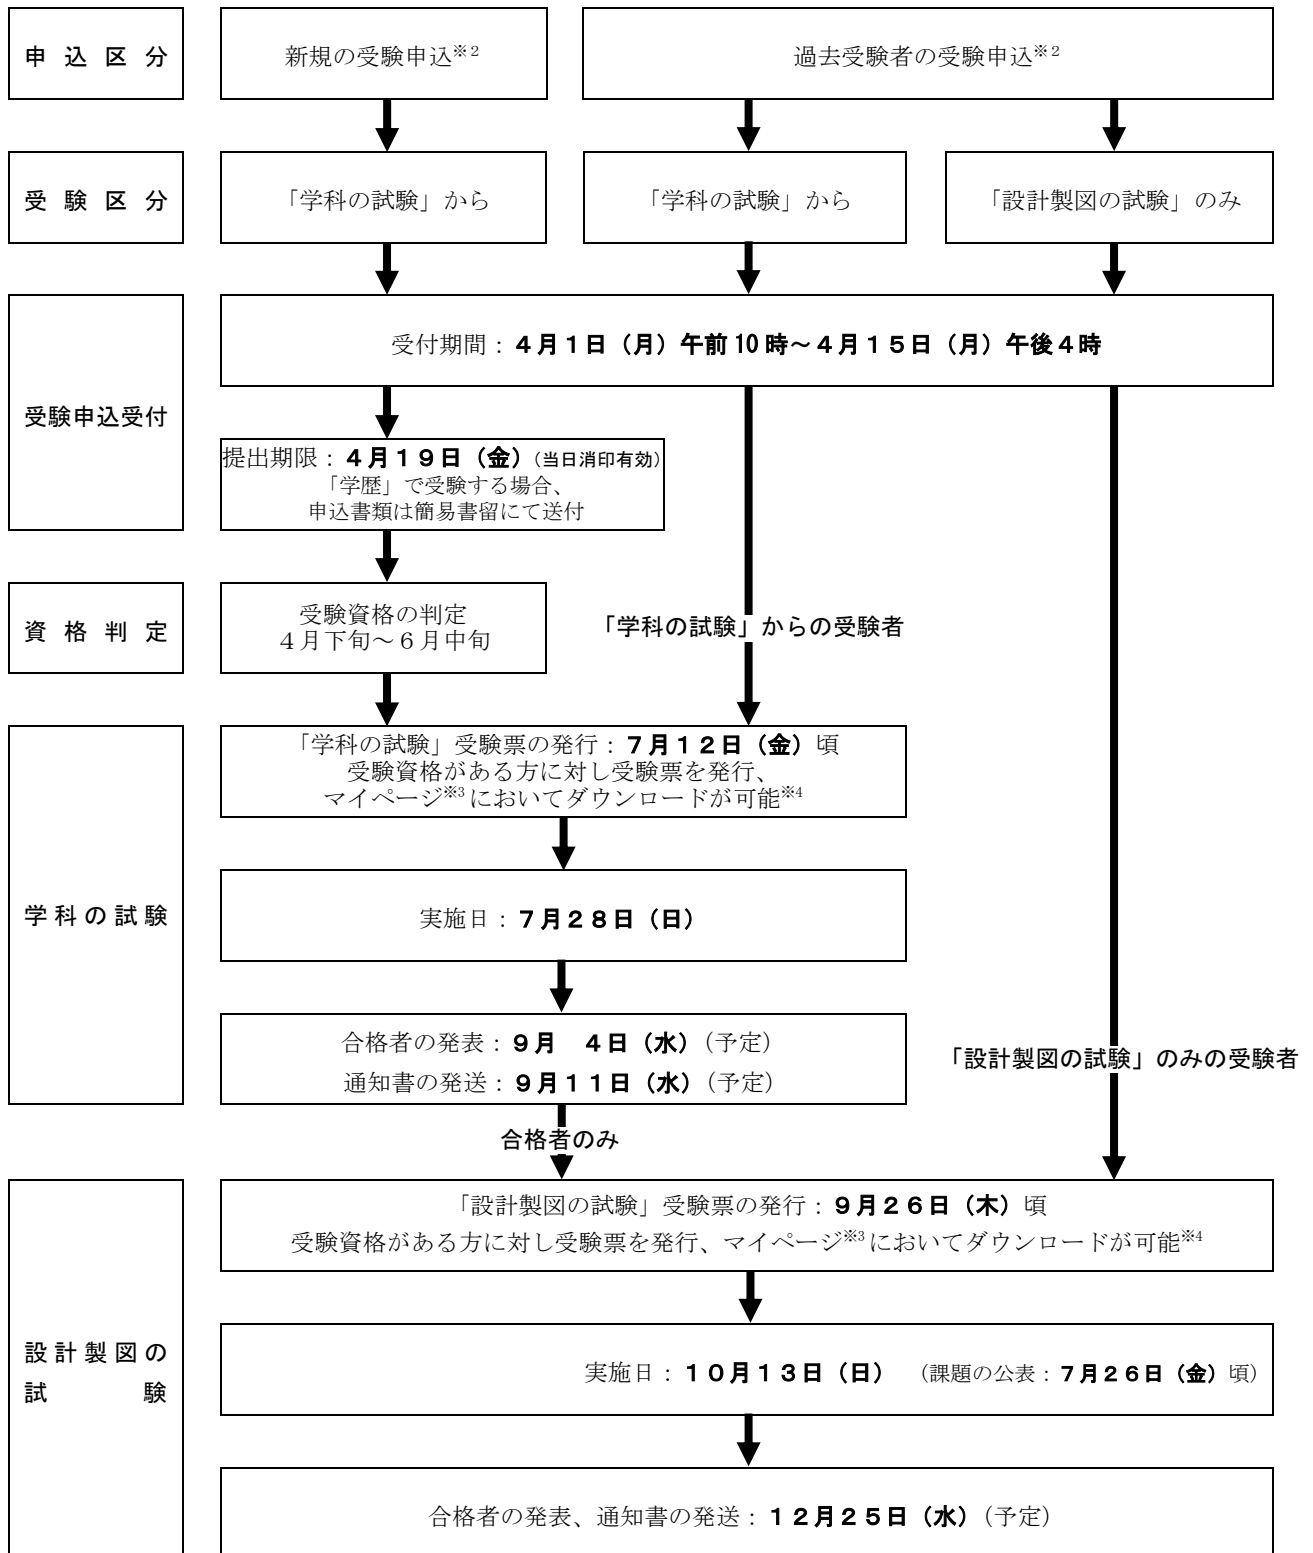 申込区分
新規の受験申込※2
過去受験者の受験申込※2
受験区分
「学科の試験」から
「学科の試験」から
「設計製図の試験」のみ
受験申込受付
受付期間：４月１日（月）午前10時～４月１５日（月）午後４時
提出期限：４月１９日（金）（当日消印有効）
「学歴」で受験する場合、
申込書類は簡易書留にて送付
資格判定
受験資格の判定
４月下旬～６月中旬
「学科の試験」からの受験者
学科の試験
「学科の試験」受験票の発行：７月１２日（金）頃
受験資格がある方に対し受験票を発行、
マイページ※3においてダウンロードが可能※4
実施日：７月２８日（日）
合格者の発表：９月　４日（水）（予定）
通知書の発送：９月１１日（水）（予定）
「設計製図の試験」のみの受験者
合格者のみ
設計製図の
試験
「設計製図の試験」受験票の発行：９月２６日（木）頃
受験資格がある方に対し受験票を発行、マイページ※3においてダウンロードが可能※4
実施日：１０月１３日（日）　（課題の公表：７月２６日（金）頃）
合格者の発表、通知書の発送：１２月２５日（水）（予定）